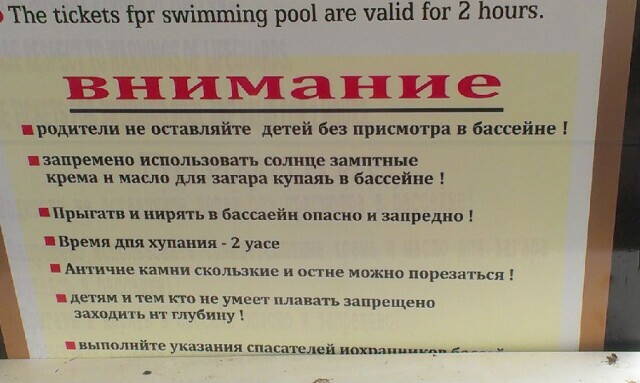 The tickets fpr swimming pool are valid for 2 hours.
внимание
родители не оставляйте детей без присмотра в бассейне !
запремено использовать солнце замптные
крема н масло для загара купаяь в бассейне !
Прыгатв и нирять в бассаейн опасно и запредно !
Время дпя хупания - 2 уасе
Античне камни скользкие и остне можно порезаться !
детям и тем кто не умеет плавать запрещено
заходить нт глубину !
выполнйте указания спасателей иохранников